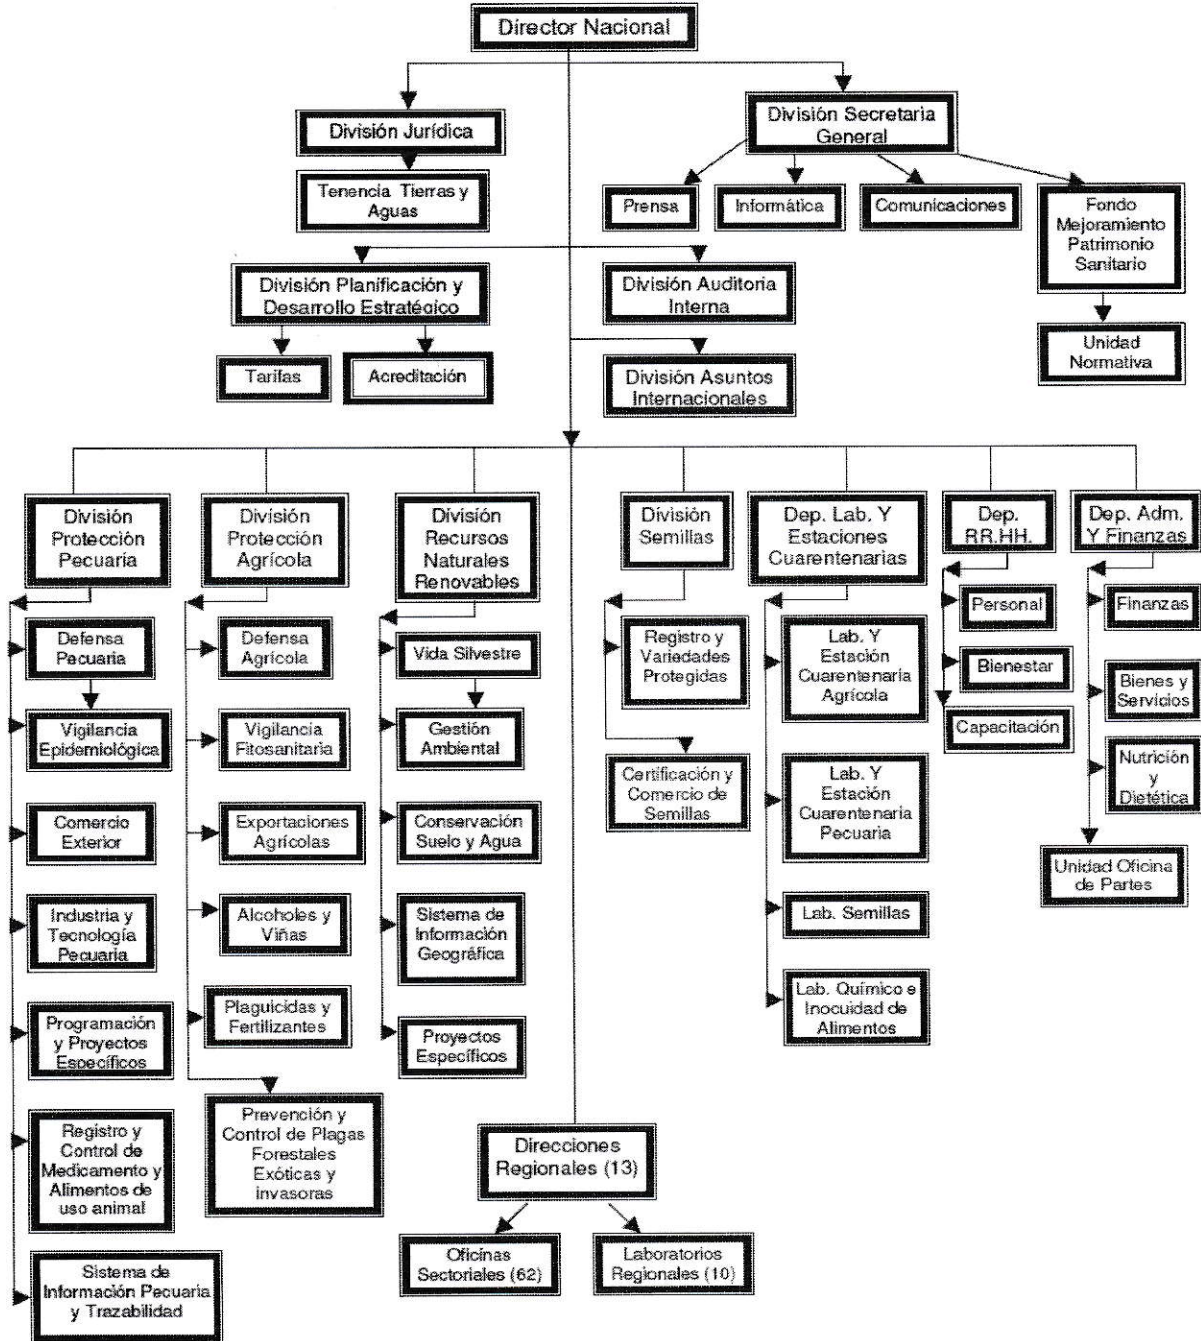 Director Nacional
División Jurídica
División Secretaria
General
Tenencia Tierras y
Aguas
Prensa
Informática
Comunicaciones
Fondo
Mejoramiento
Patrimonio
Sanitario
Unidad
Normativa
División Planificación y
Desarrollo Estratégico
División Auditoria
Interna
Tarifas
Acreditación
División Asuntos
Internacionales
División
Protección
Pecuaria
División
Protección
Agrícola
División
Recursos
Naturales
Renovables
División
Semillas
Dep. Lab. Y
Estaciones
Cuarentenarias
Dep.
RR.HH.
Dep. Adm.
Y Finanzas
Defensa
Pecuaria
Vigilancia
Epidemiológica
Comercio
Exterior
Industria y
Tecnología
Pecuaria
Programación
y Proyectos
Específicos
Registro y
Control de
Medicamento y
Alimentos de
uso animal
Sistema de
Información Pecuaria
y Trazabilidad
Defensa
Agrícola
Vigilancia
Fitosanitaria
Exportaciones
Agrícolas
Alcoholes y
Viñas
Plaguicidas y
Fertilizantes
Prevención y
Control de Plagas
Forestales
Exóticas y
invasoras
Vida Silvestre
Gestión
Ambiental
Conservación
Suelo y Agua
Sistema de
Información
Geográfica
Proyectos
Específicos
Registro y
Variedades
Protegidas
Certificación y
Comercio de
Semillas
Lab. Y
Estación
Cuarentenaria
Agrícola
Lab. Y
Estación
Cuarentenaria
Pecuaria
Lab. Semillas
Lab. Químico e
Inocuidad de
Alimentos
Personal
Bienestar
Capacitación
Finanzas
Bienes y
Servicios
Nutrición
y
Dietética
Unidad Oficina
de Partes
Direcciones
Regionales (13)
Oficinas
Sectoriales (62)
Laboratorios
Regionales (10)